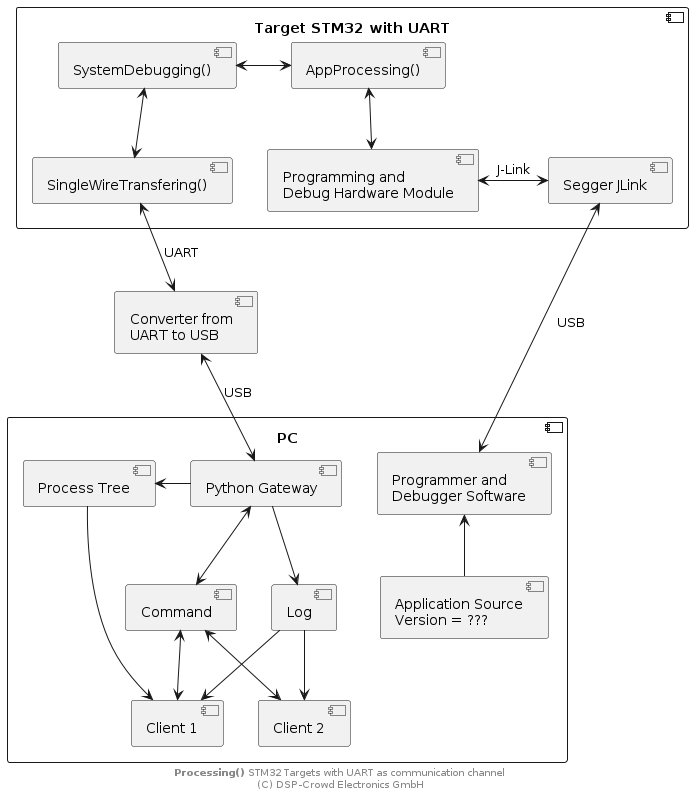 Target STM32 with UART
SystemDebugging()
AppProcessing()
SingleWireTransfering()
Programming and
Debug Hardware Module
J-Link
Segger JLink
UART
Converter from
UART to USB
USB
USB
PC
Process Tree
Python Gateway
Programmer and
Debugger Software
Command
Log
Application Source
Version = ???
Client 1
Client 2
Processing() STM32 Targets with UART as communication channel
(C) DSP-Crowd Electronics GmbH